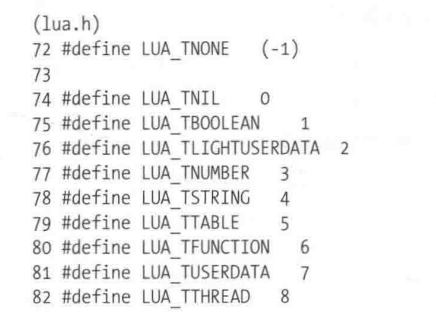 (lua.h)
72 #define LUA_TNONE (-1)
73
74 #define LUA_TNIL 0
75 #define LUA_TBOOLEAN 1
76 #define LUA_TLIGHTUSERDATA 2
77 #define LUA_TNUMBER 3
78 #define LUA_TSTRING 4
79 #define LUA_TTABLE 5
80 #define LUA_TFUNCTION 6
81 #define LUA_TUSERDATA 7
82 #define LUA_TTHREAD 8